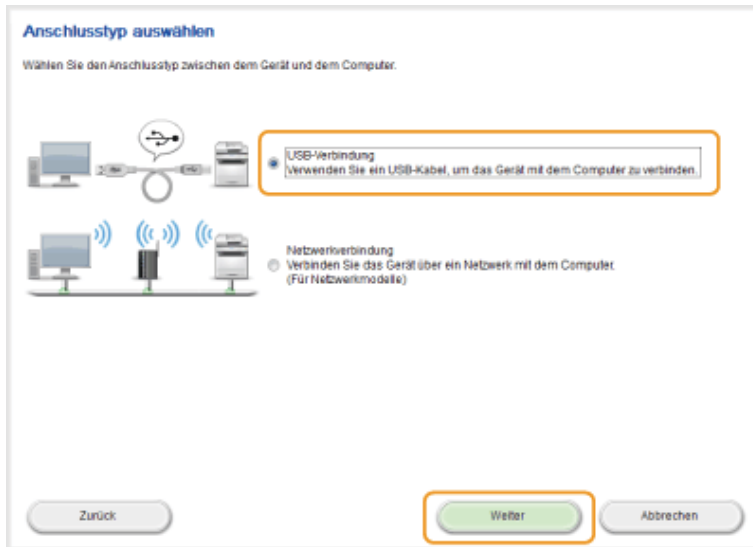 Anschlusstyp auswählen
Wählen Sie den Anschlusstyp zwischen dem Gerät und dem Computer.
USB-Verbindung
Verwenden Sie ein USB-Kabel, um das Gerät mit dem Computer zu verbinden.
Netzwerkverbindung
Verbinden Sie das Gerät über ein Netzwerk mit dem Computer.
(Für Netzwerkmodelle)
Zurück
Weiter
Abbrechen